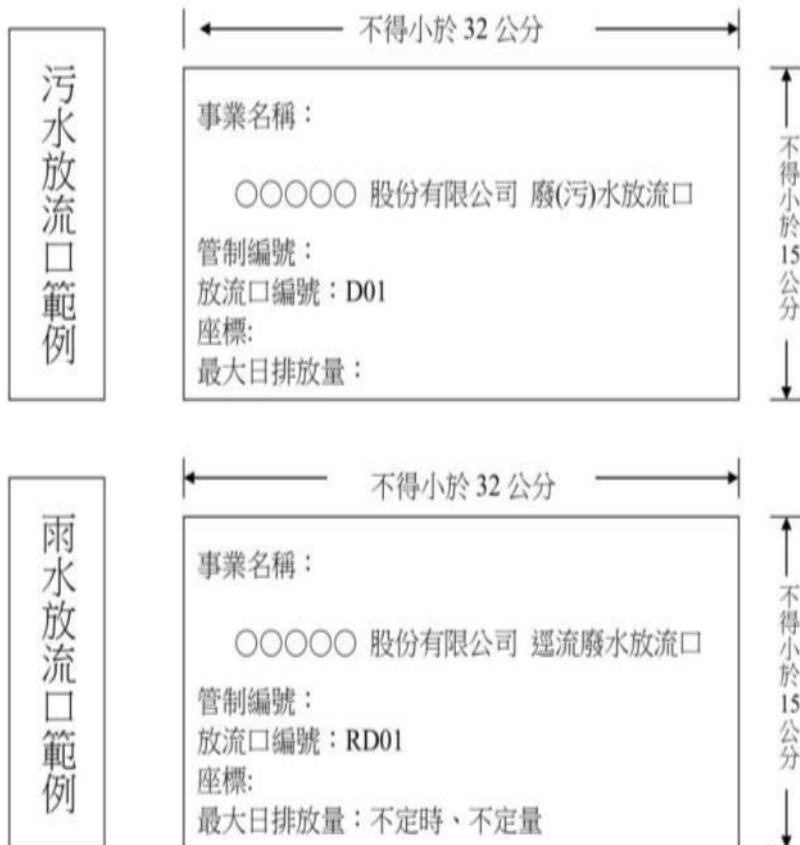 不得小於 32 公分
污水放流口範例
事業名稱：
○○○○○ 股份有限公司 廢(污)水放流口
管制編號：
放流口編號：D01
座標:
最大日排放量：
不得小於15公分
不得小於 32 公分
雨水放流口範例
事業名稱：
○○○○○ 股份有限公司 逕流廢水放流口
管制編號：
放流口編號：RD01
座標:
最大日排放量：不定時、不定量
不得小於15公分